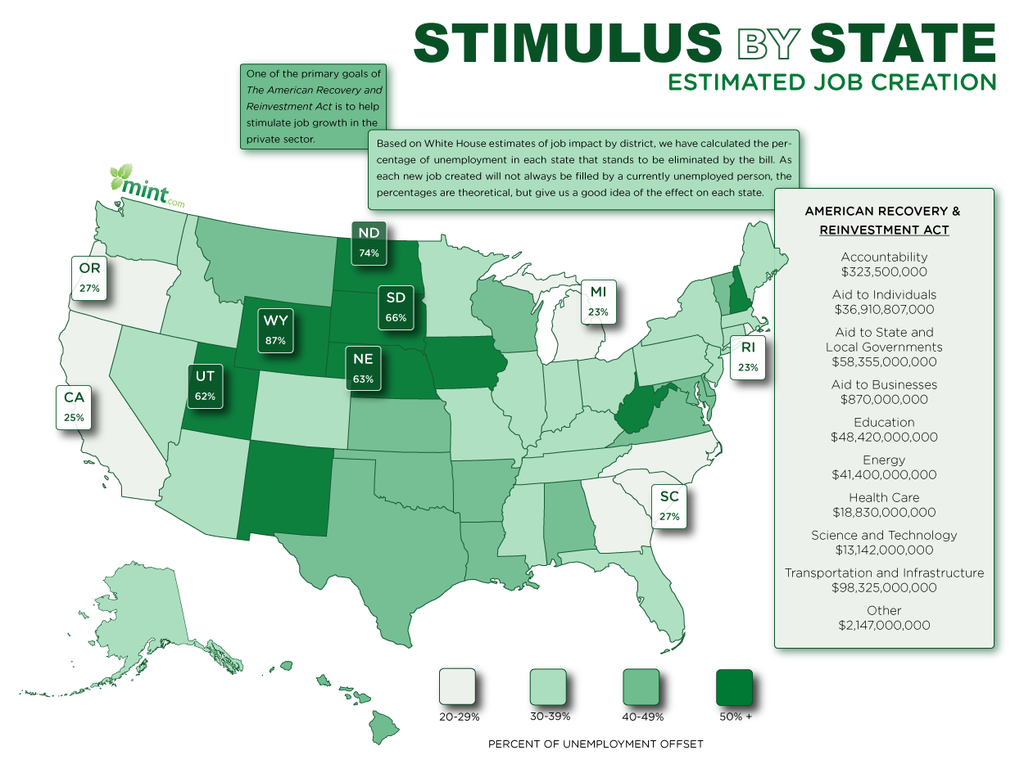 STIMULUS BY STATE
ESTIMATED JOB CREATION
One of the primary goals of
The American Recovery and
Reinvestment Act is to help
stimulate job growth in the
private sector.
Based on White House estimates of job impact by district, we have calculated the per-
centage of unemployment in each state that stands to be eliminated by the bill. As
each new job created will not always be filled by a currently unemployed person, the
percentages are theoretical, but give us a good idea of the effect on each state.
mint.com
ND
74%
OR
27%
SD
66%
MI
23%
WY
87%
RI
23%
NE
63%
UT
62%
CA
25%
SC
27%
AMERICAN RECOVERY &
REINVESTMENT ACT
Accountability
$323,500,000
Aid to Individuals
$36,910,807,000
Aid to State and
Local Governments
$58,355,000,000
Aid to Businesses
$870,000,000
Education
$48,420,000,000
Energy
$41,400,000,000
Health Care
$18,830,000,000
Science and Technology
$13,142,000,000
Transportation and Infrastructure
$98,325,000,000
Other
$2,147,000,000
20-29%
30-39%
40-49%
50% +
PERCENT OF UNEMPLOYMENT OFFSET